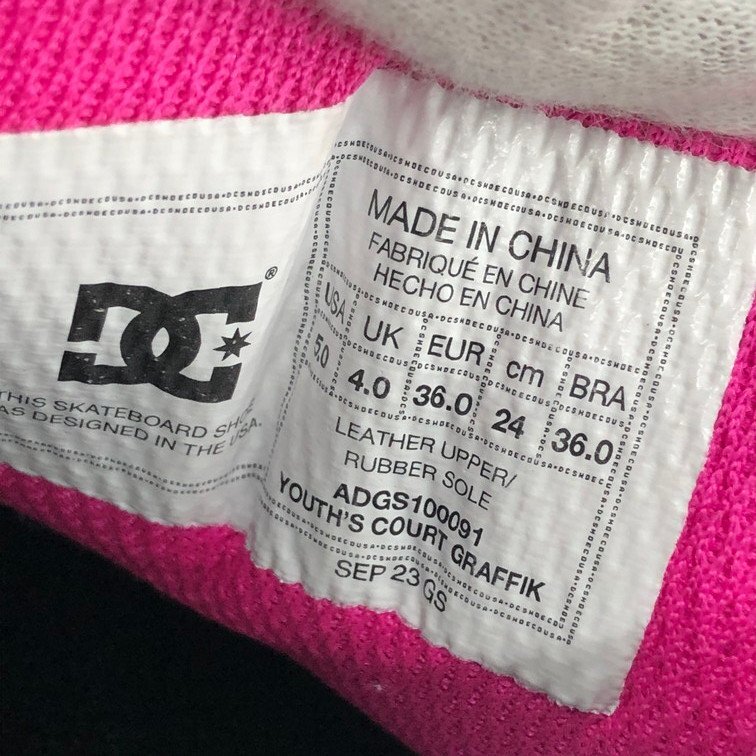 DC®
THIS SKATEBOARD SHOE
WAS DESIGNED IN THE USA.
MADE IN CHINA
FABRIQUÉ EN CHINE
HECHO EN CHINA
USA UK EUR cm BRA
5.0 4.0 36.0 24 36.0
LEATHER UPPER/
RUBBER SOLE
ADGS100091
YOUTH'S COURT GRAFFIK
SEP 23 GS